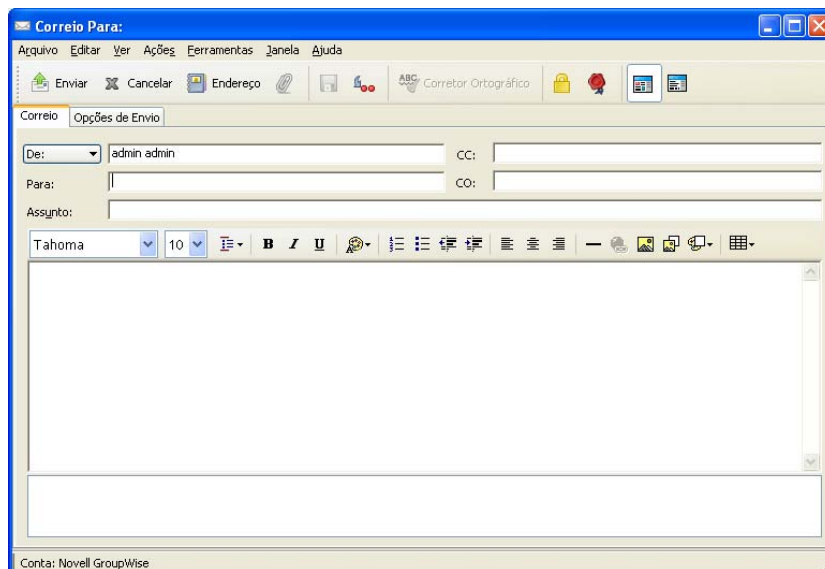 Correio Para:
Arquivo Editar Ver Ações Ferramentas Janela Ajuda
Enviar Cancelar Endereço ABC Corretor Ortográfico
Correio Opções de Envio
De: admin admin CC:
Para: CO:
Assunto:
Tahoma 10 B I U
Conta: Novell GroupWise